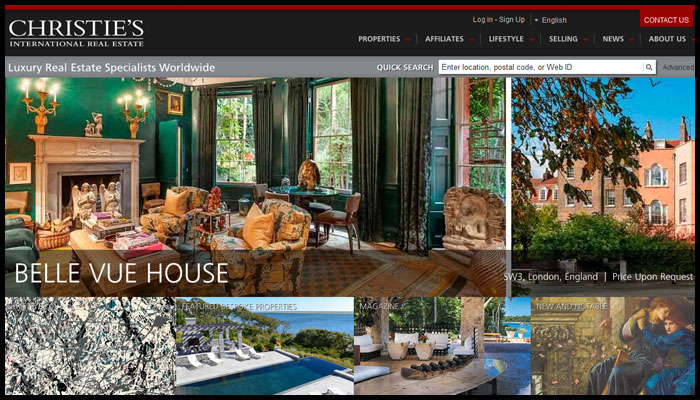 CHRISTIE'S
INTERNATIONAL REAL ESTATE
Log in - Sign Up
English
CONTACT US
PROPERTIES
AFFILIATES
LIFESTYLE
SELLING
NEWS
ABOUT US
Luxury Real Estate Specialists Worldwide
QUICK SEARCH
Enter location, postal code, or Web ID
Advanced
BELLE VUE HOUSE
SW3, London, England | Price Upon Request
FEATURED BESPOKE PROPERTIES
MAGAZINE
NEW AND NOTABLE